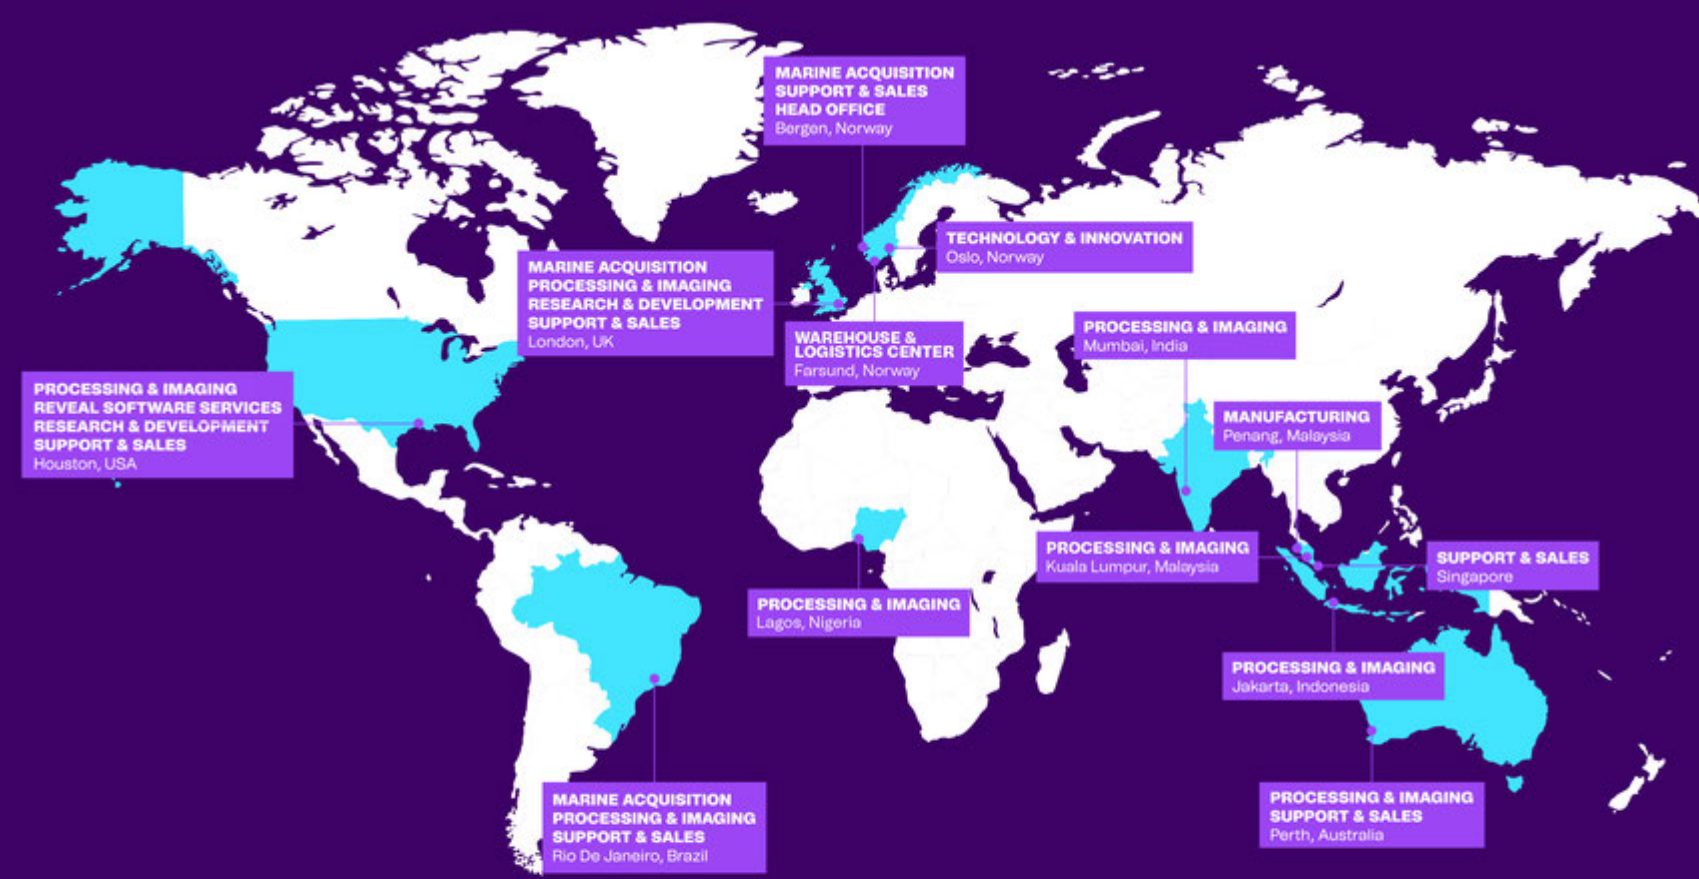 MARINE ACQUISITION
SUPPORT & SALES
HEAD OFFICE
Bergen, Norway
TECHNOLOGY & INNOVATION
Oslo, Norway
MARINE ACQUISITION
PROCESSING & IMAGING
RESEARCH & DEVELOPMENT
SUPPORT & SALES
London, UK
WAREHOUSE &
LOGISTICS CENTER
Farsund, Norway
PROCESSING & IMAGING
Mumbai, India
PROCESSING & IMAGING
REVEAL SOFTWARE SERVICES
RESEARCH & DEVELOPMENT
SUPPORT & SALES
Houston, USA
MANUFACTURING
Penang, Malaysia
PROCESSING & IMAGING
Kuala Lumpur, Malaysia
SUPPORT & SALES
Singapore
PROCESSING & IMAGING
Lagos, Nigeria
PROCESSING & IMAGING
Jakarta, Indonesia
MARINE ACQUISITION
PROCESSING & IMAGING
SUPPORT & SALES
Rio De Janeiro, Brazil
PROCESSING & IMAGING
SUPPORT & SALES
Perth, Australia